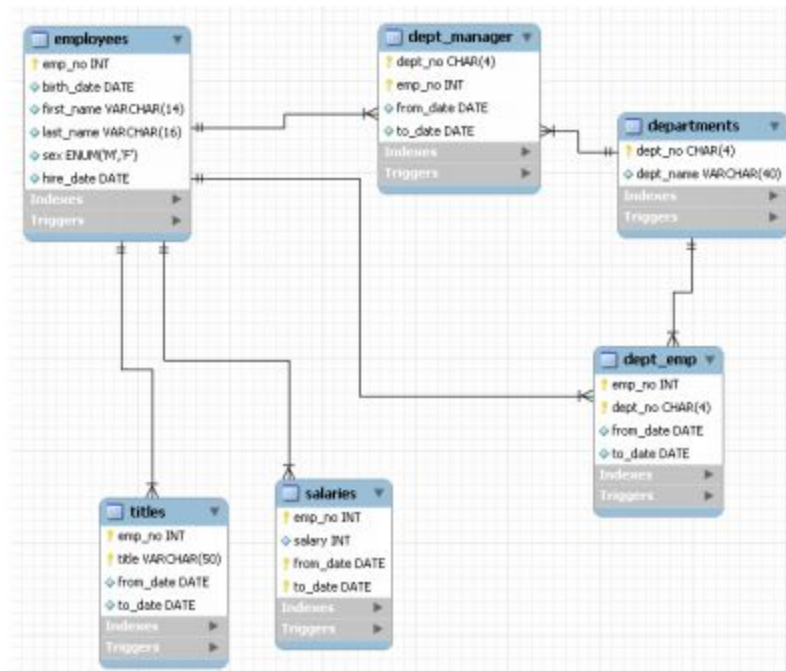 employees
emp_no INT
birth_date DATE
first_name VARCHAR(14)
last_name VARCHAR(16)
sex ENUM('M','F')
hire_date DATE
Indexes
Triggers
dept_manager
dept_no CHAR(4)
emp_no INT
from_date DATE
to_date DATE
Indexes
Triggers
departments
dept_no CHAR(4)
dept_name VARCHAR(40)
Indexes
Triggers
dept_emp
emp_no INT
dept_no CHAR(4)
from_date DATE
to_date DATE
Indexes
Triggers
titles
emp_no INT
title VARCHAR(50)
from_date DATE
to_date DATE
Indexes
Triggers
salaries
emp_no INT
salary INT
from_date DATE
to_date DATE
Indexes
Triggers